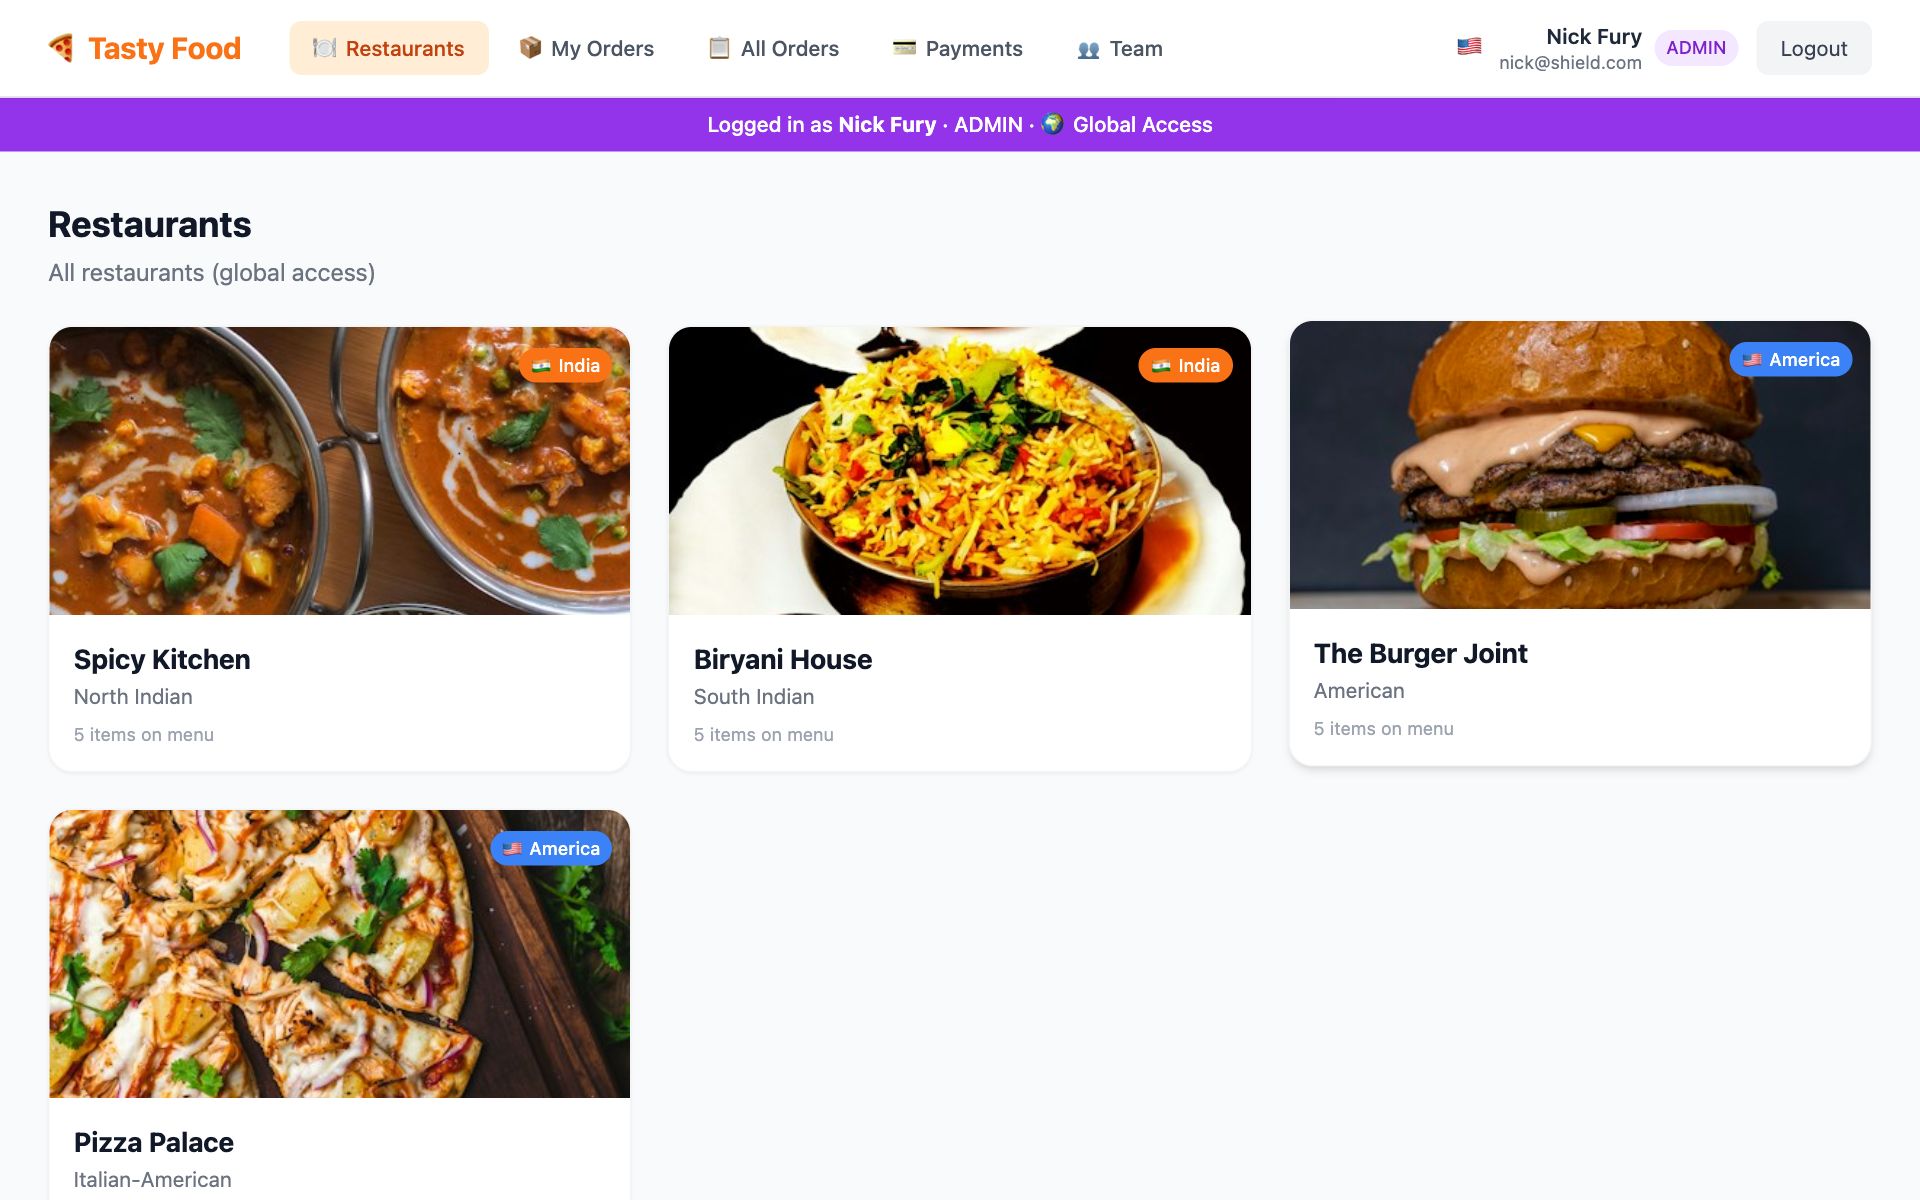 Tasty Food
Restaurants
My Orders
All Orders
Payments
Team
Nick Fury
nick@shield.com
ADMIN
Logout
Logged in as Nick Fury · ADMIN · Global Access
Restaurants
All restaurants (global access)
India
Spicy Kitchen
North Indian
5 items on menu
India
Biryani House
South Indian
5 items on menu
America
The Burger Joint
American
5 items on menu
America
Pizza Palace
Italian-American